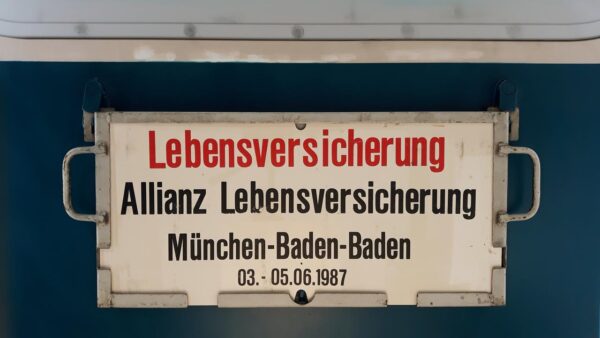 Lebensversicherung
Allianz Lebensversicherung
München-Baden-Baden
03.- 05.06.1987